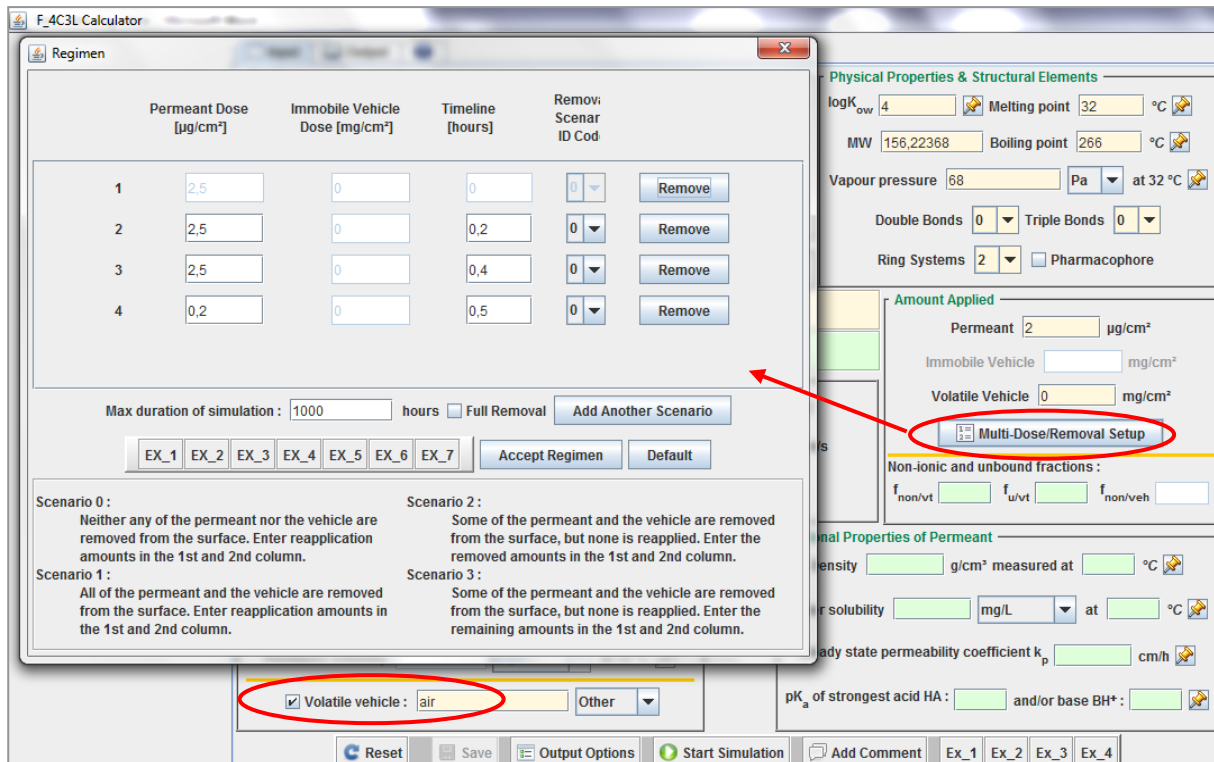 F_4C3L Calculator
Regimen
Permeant Dose [µg/cm²]
Immobile Vehicle Dose [mg/cm²]
Timeline [hours]
Scenar
ID Cod
1 2,5 0 0 0 Remove
2 2,5 0 0,2 0 Remove
3 2,5 0 0,4 0 Remove
4 0,2 0 0,5 0 Remove
Max duration of simulation : 1000 hours Full Removal Add Another Scenario
EX_1 EX_2 EX_3 EX_4 EX_5 EX_6 EX_7 Accept Regimen Default
Scenario 0 :
Neither any of the permeant nor the vehicle are
removed from the surface. Enter reapplication
amounts in the 1st and 2nd column.
Scenario 1 :
All of the permeant and the vehicle are removed
from the surface. Enter reapplication amounts in
the 1st and 2nd column.
Scenario 2 :
Some of the permeant and the vehicle are removed
from the surface, but none is reapplied. Enter the
removed amounts in the 1st and 2nd column.
Scenario 3 :
Some of the permeant and the vehicle are removed
from the surface, but none is reapplied. Enter the
remaining amounts in the 1st and 2nd column.
Physical Properties & Structural Elements
logKow 4 Melting point 32 °C
MW 156,22368 Boiling point 266 °C
Vapour pressure 68 Pa at 32 °C
Double Bonds 0 Triple Bonds 0
Ring Systems 2 Pharmacophore
Amount Applied
Permeant 2 µg/cm²
Immobile Vehicle mg/cm²
Volatile Vehicle 0 mg/cm²
Multi-Dose/Removal Setup
Non-ionic and unbound fractions :
fnon/vt fu/vt fnon/veh
onal Properties of Permeant
ensity g/cm³ measured at °C
r solubility mg/L at °C
ady state permeability coefficient kp cm/h
pKa of strongest acid HA : and/or base BH⁺ :
Volatile vehicle : air Other
Reset Save Output Options Start Simulation Add Comment Ex_1 Ex_2 Ex_3 Ex_4